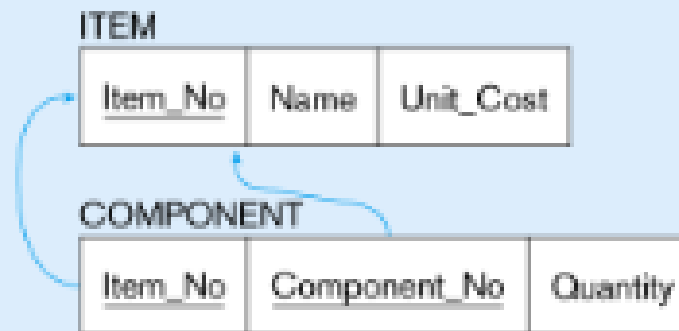 ITEM
Item_No Name Unit_Cost
COMPONENT
Item_No Component_No Quantity